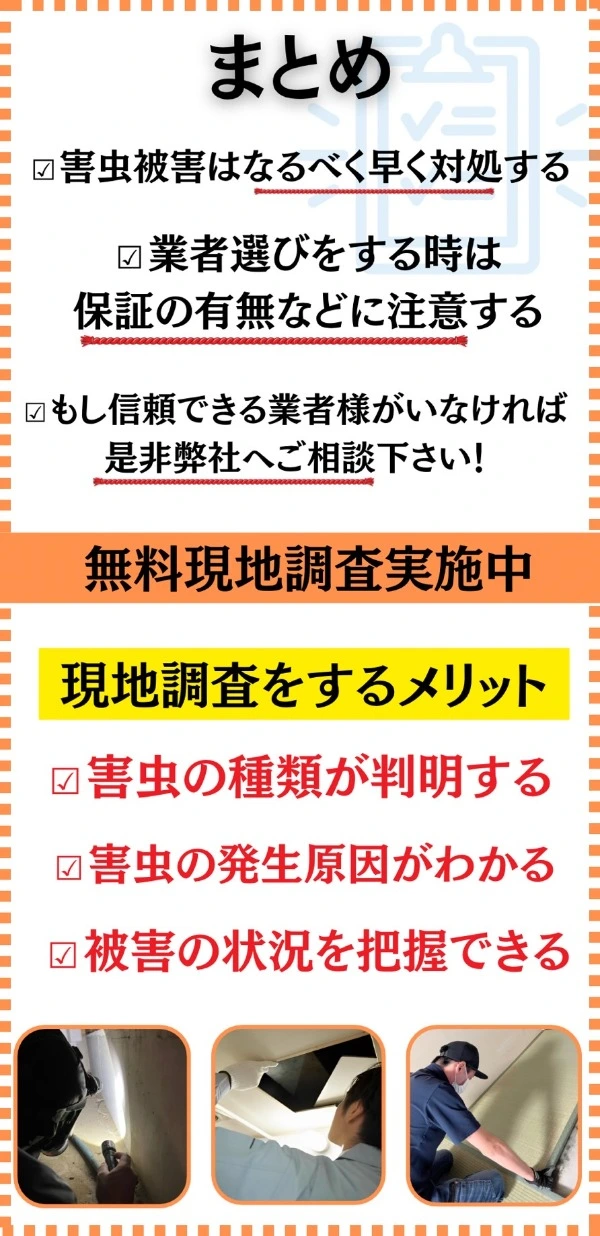 まとめ
☑害虫被害はなるべく早く対処する
☑業者選びをする時は
保証の有無などに注意する
☑もし信頼できる業者様がいなければ
是非弊社へご相談下さい!
無料現地調査実施中
現地調査をするメリット
☑害虫の種類が判明する
☑害虫の発生原因がわかる
☑被害の状況を把握できる